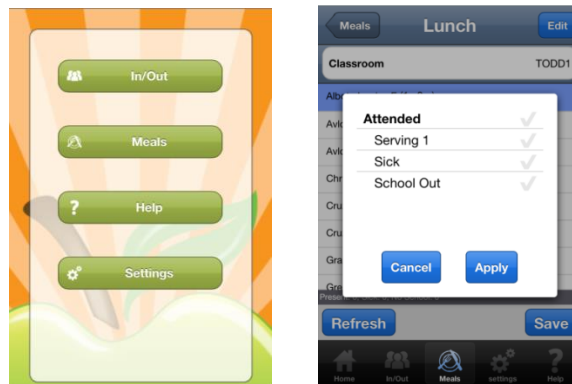 In/Out
Meals
Help
Settings
Meals Lunch Edit
Classroom TODD1
Attended
Serving 1
Sick
School Out
Cancel Apply
Refresh Save
Home In/Out Meals settings Help